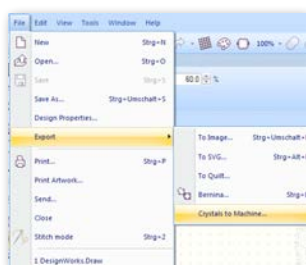 File Edit View Tools Window Help
New Strg+N
Open... Strg+O
100%
Save Strg+S
60.0 %
Save As... Strg+Umschalt+S
Design Properties...
Export
Print... Strg+P
Print Artwork...
Send...
Close
Stitch mode Strg+2
1 DesignWorks.Draw
To Image... Strg+Umschalt+
To SVG... Strg+Alt+
To Quilt...
Bernina... Strg+
Crystals to Machine...